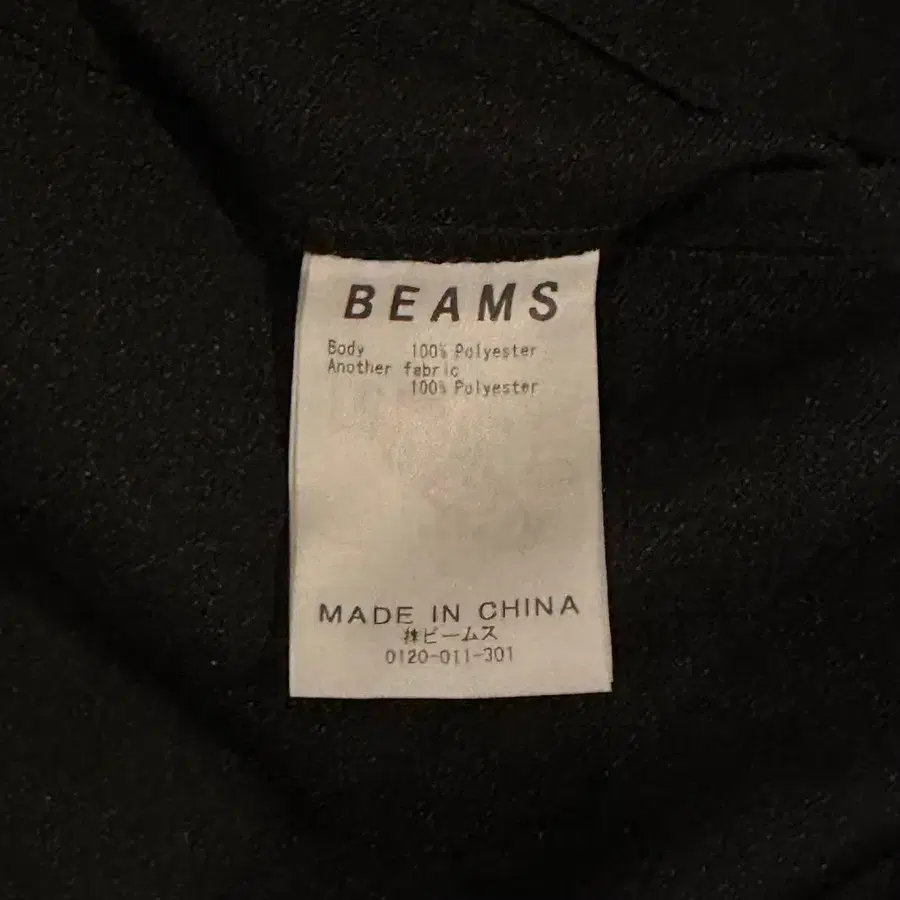 BEAMS
Body 100% Polyester
Another fabric
100% Polyester
MADE IN CHINA
㈱ビームス
0120-011-301